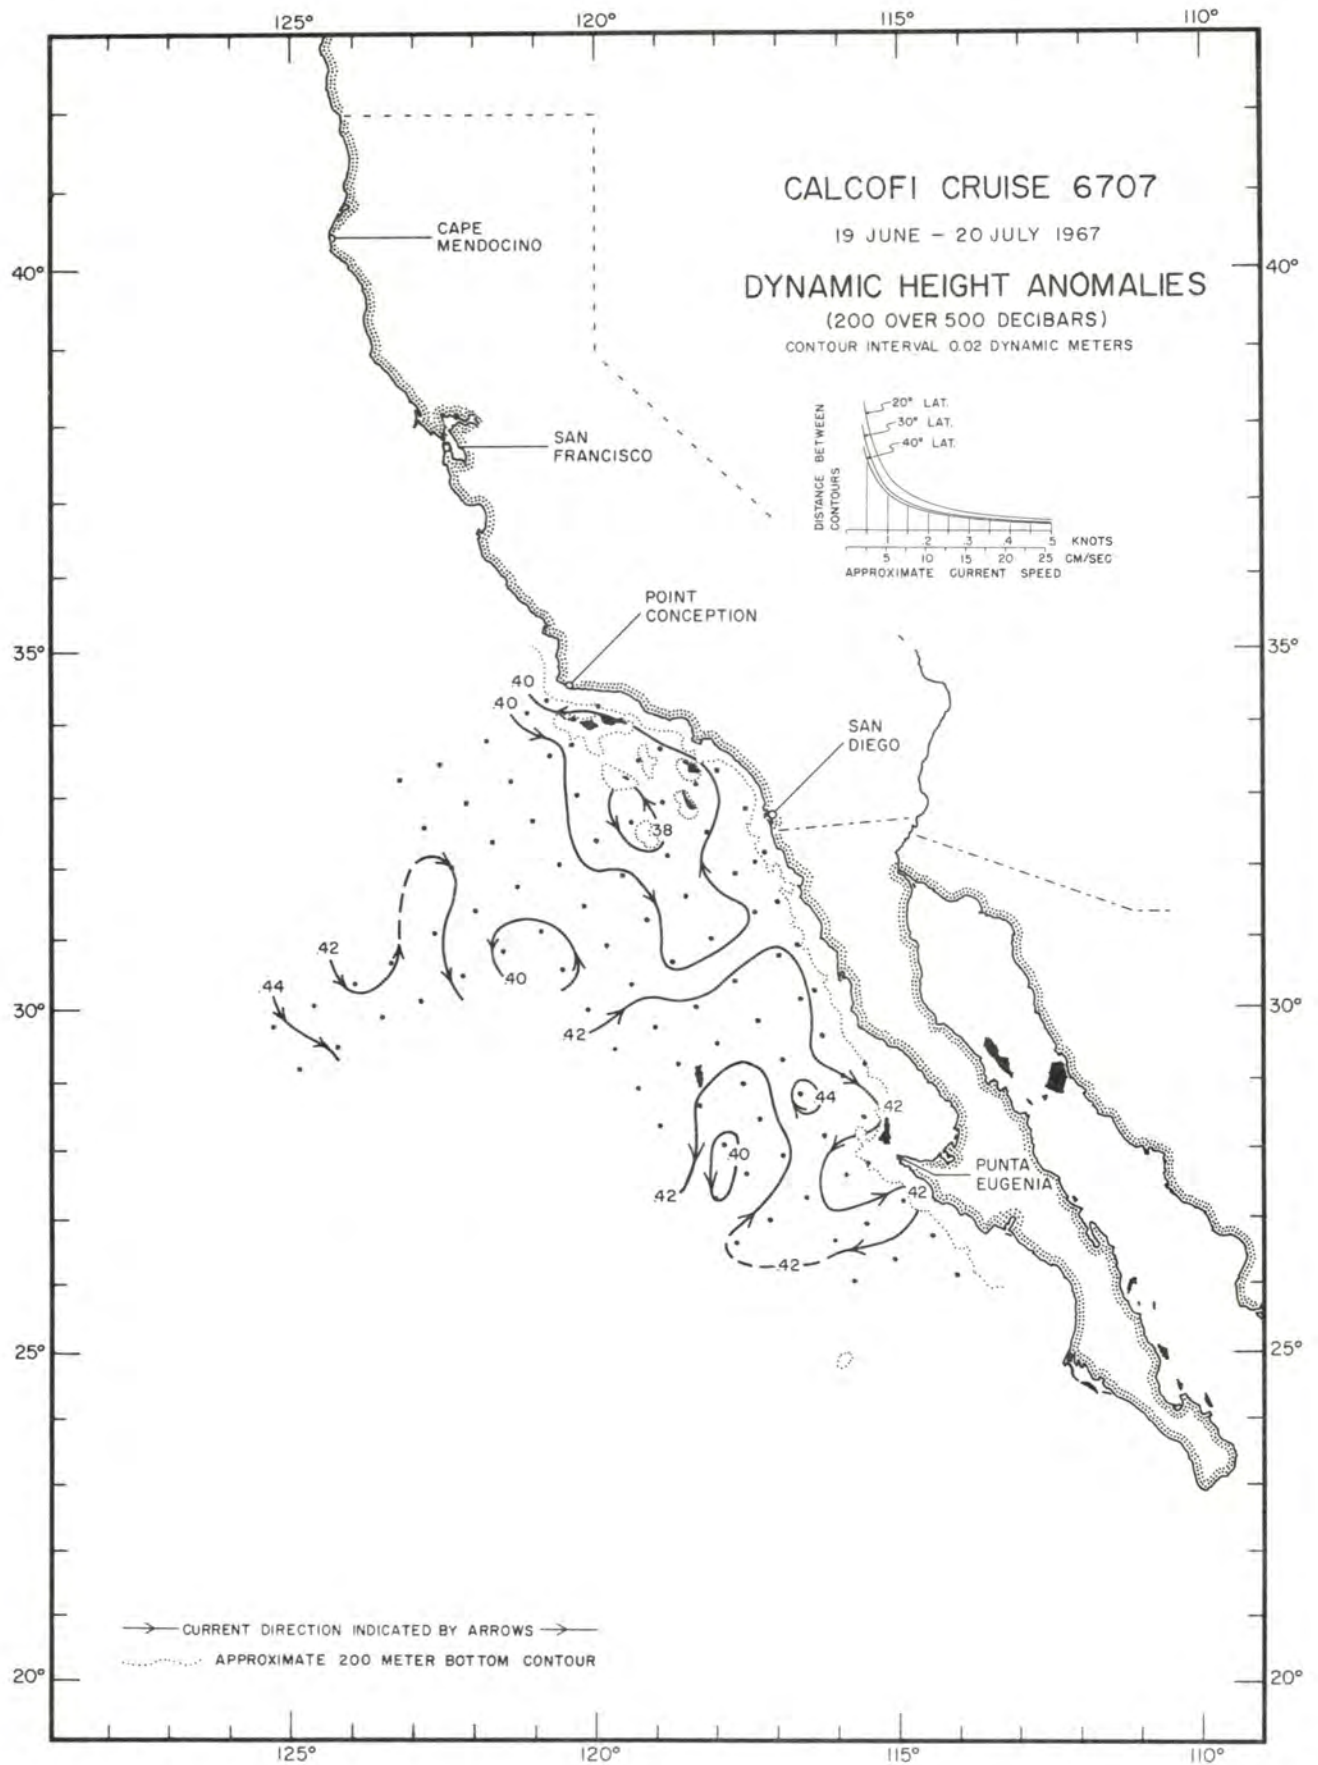 125° 120° 115° 110°
CALCOFI CRUISE 6707
19 JUNE – 20 JULY 1967
DYNAMIC HEIGHT ANOMALIES
(200 OVER 500 DECIBARS)
CONTOUR INTERVAL 0.02 DYNAMIC METERS
CAPE
MENDOCINO
40° 40°
DISTANCE BETWEEN
CONTOURS
20° LAT.
30° LAT.
40° LAT.
.1 .2 .3 .4 .5 KNOTS
5 10 15 20 25 CM/SEC
APPROXIMATE CURRENT SPEED
SAN
FRANCISCO
POINT
CONCEPTION
35° 35°
.40
.40
SAN
DIEGO
.38
.42
.44
.40
30° 30°
.42
.44
.42
.40
PUNTA
EUGENIA
.42
.42
.42
25° 25°
CURRENT DIRECTION INDICATED BY ARROWS
APPROXIMATE 200 METER BOTTOM CONTOUR
20° 20°
125° 120° 115° 110°